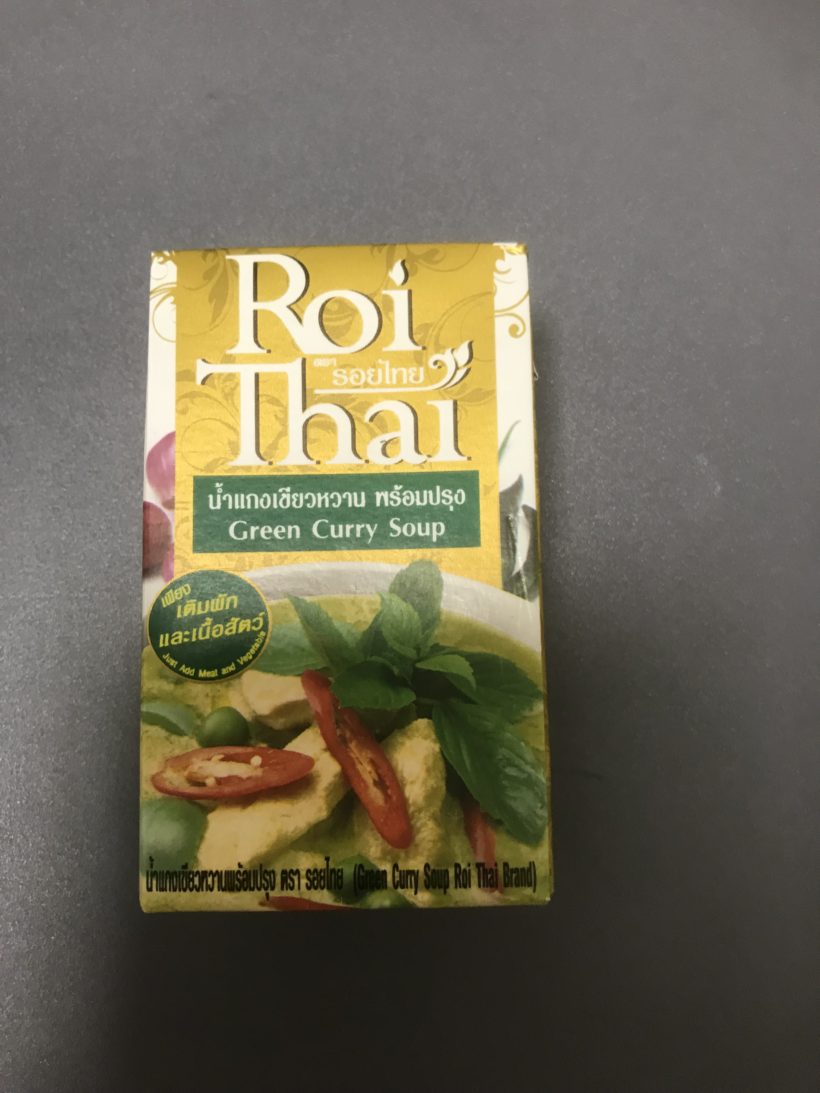 Roi
ตรา รอยไทย
Thai
น้ำแกงเขียวหวาน พร้อมปรุง
Green Curry Soup
เพียง
เติมผัก
และเนื้อสัตว์
Just Add Meat and Vegetable
น้ำแกงเขียวหวานพร้อมปรุง ตรา รอยไทย (Green Curry Soup Roi Thai Brand)